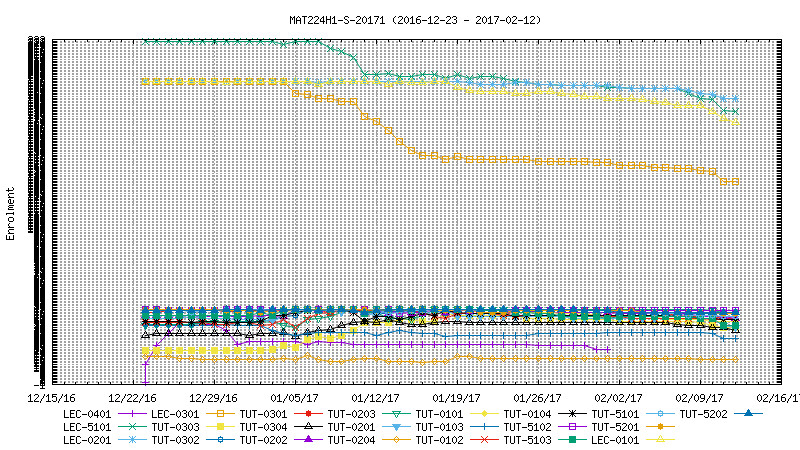 MAT224H1-S-20171 (2016-12-23 - 2017-02-12)
Enrolment
12/15/16 12/22/16 12/29/16 01/05/17 01/12/17 01/19/17 01/26/17 02/02/17 02/09/17 02/16/1
LEC-0401 LEC-0301 TUT-0301 TUT-0203 TUT-0101 TUT-0104 TUT-5101 TUT-5202
LEC-5101 TUT-0303 TUT-0304 TUT-0201 TUT-0103 TUT-5102 TUT-5201
LEC-0201 TUT-0302 TUT-0202 TUT-0204 TUT-0102 TUT-5103 LEC-0101